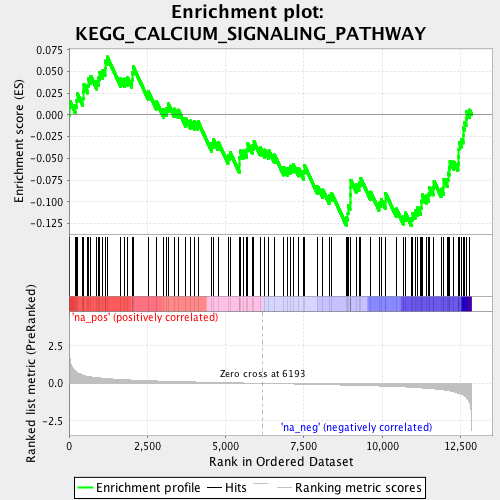 Enrichment plot:
KEGG_CALCIUM_SIGNALING_PATHWAY
Enrichment score (ES)
0.075
0.050
0.025
0.000
-0.025
-0.050
-0.075
-0.100
-0.125
'na_pos' (positively correlated)
Ranked list metric (PreRanked)
2.5
0.0
-2.5
Zero cross at 6193
'na_neg' (negatively correlated)
0
2,500
5,000
7,500
10,000
12,500
Rank in Ordered Dataset
Enrichment profile
Hits
Ranking metric scores